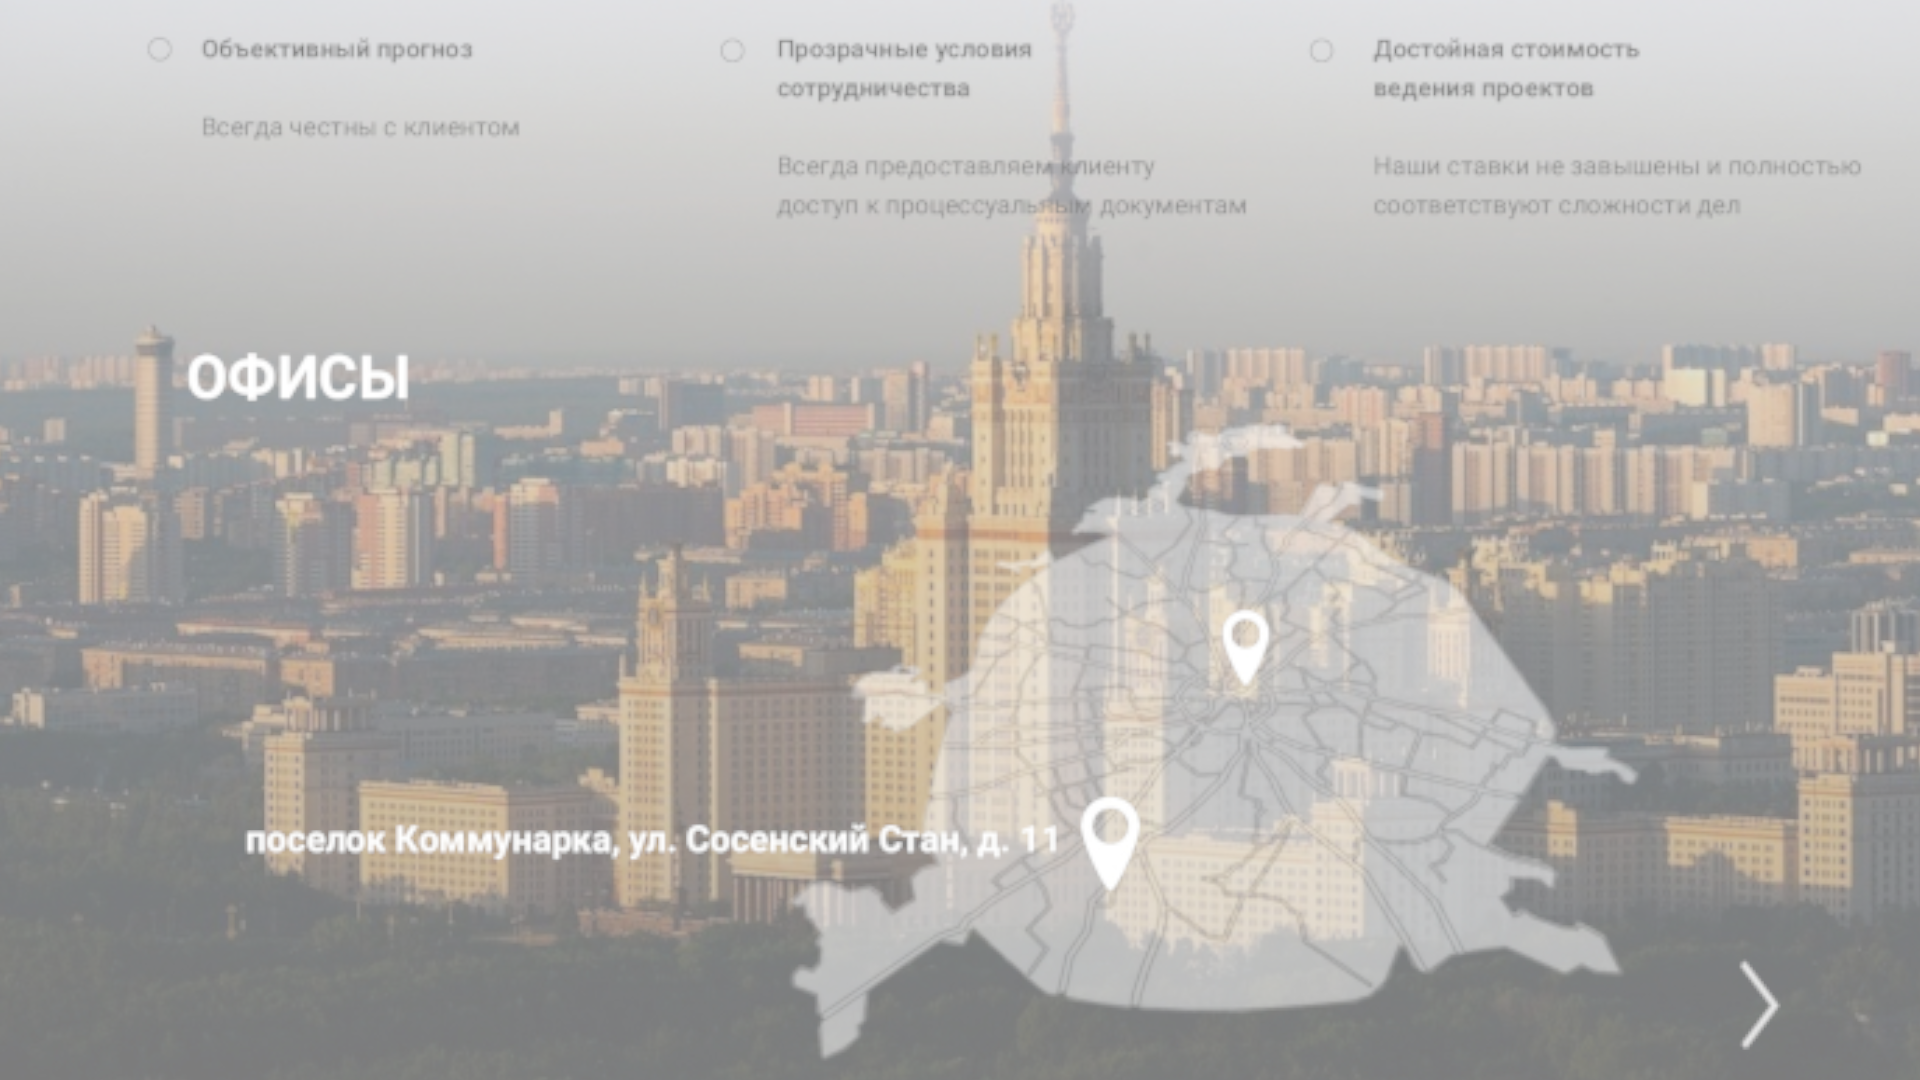 Объективный прогноз
Всегда честны с клиентом
Прозрачные условия
сотрудничества
Всегда предоставляем клиенту
доступ к процессуальным документам
Достойная стоимость
ведения проектов
Наши ставки не завышены и полностью
соответствуют сложности дел
ОФИСЫ
поселок Коммунарка, ул. Сосенский Стан, д. 11